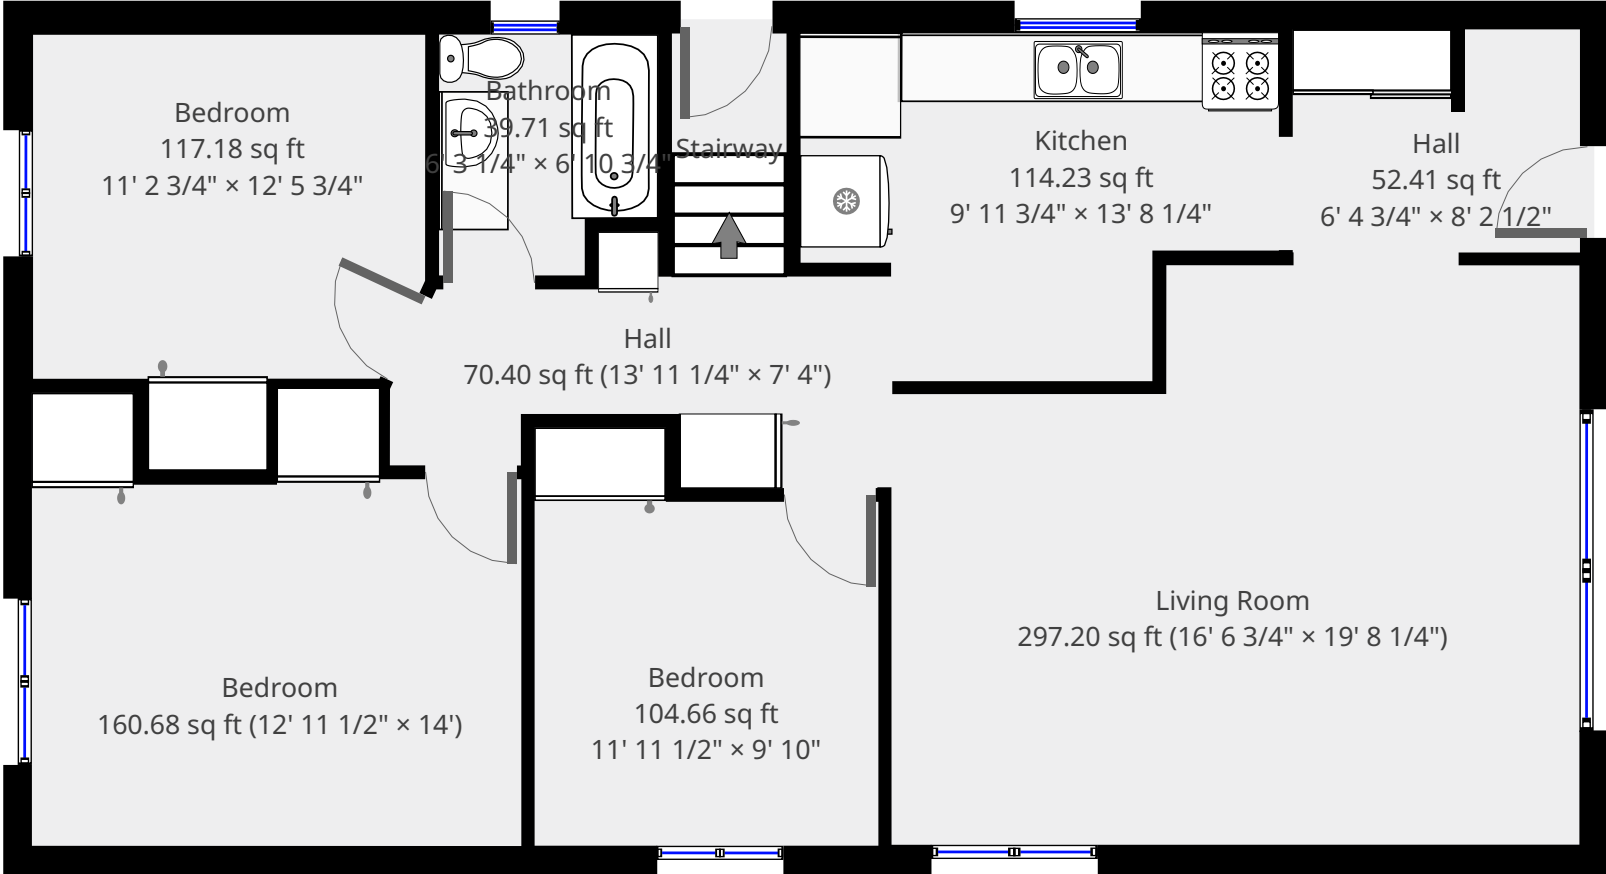 Bedroom
117.18 sq ft
11' 2 3/4" × 12' 5 3/4"
Bathroom
39.71 sq ft
6' 3 1/4" × 6' 10 3/4"
Stairway
Kitchen
114.23 sq ft
9' 11 3/4" × 13' 8 1/4"
Hall
52.41 sq ft
6' 4 3/4" × 8' 2 1/2"
Hall
70.40 sq ft (13' 11 1/4" × 7' 4")
Living Room
297.20 sq ft (16' 6 3/4" × 19' 8 1/4")
Bedroom
160.68 sq ft (12' 11 1/2" × 14')
Bedroom
104.66 sq ft
11' 11 1/2" × 9' 10"